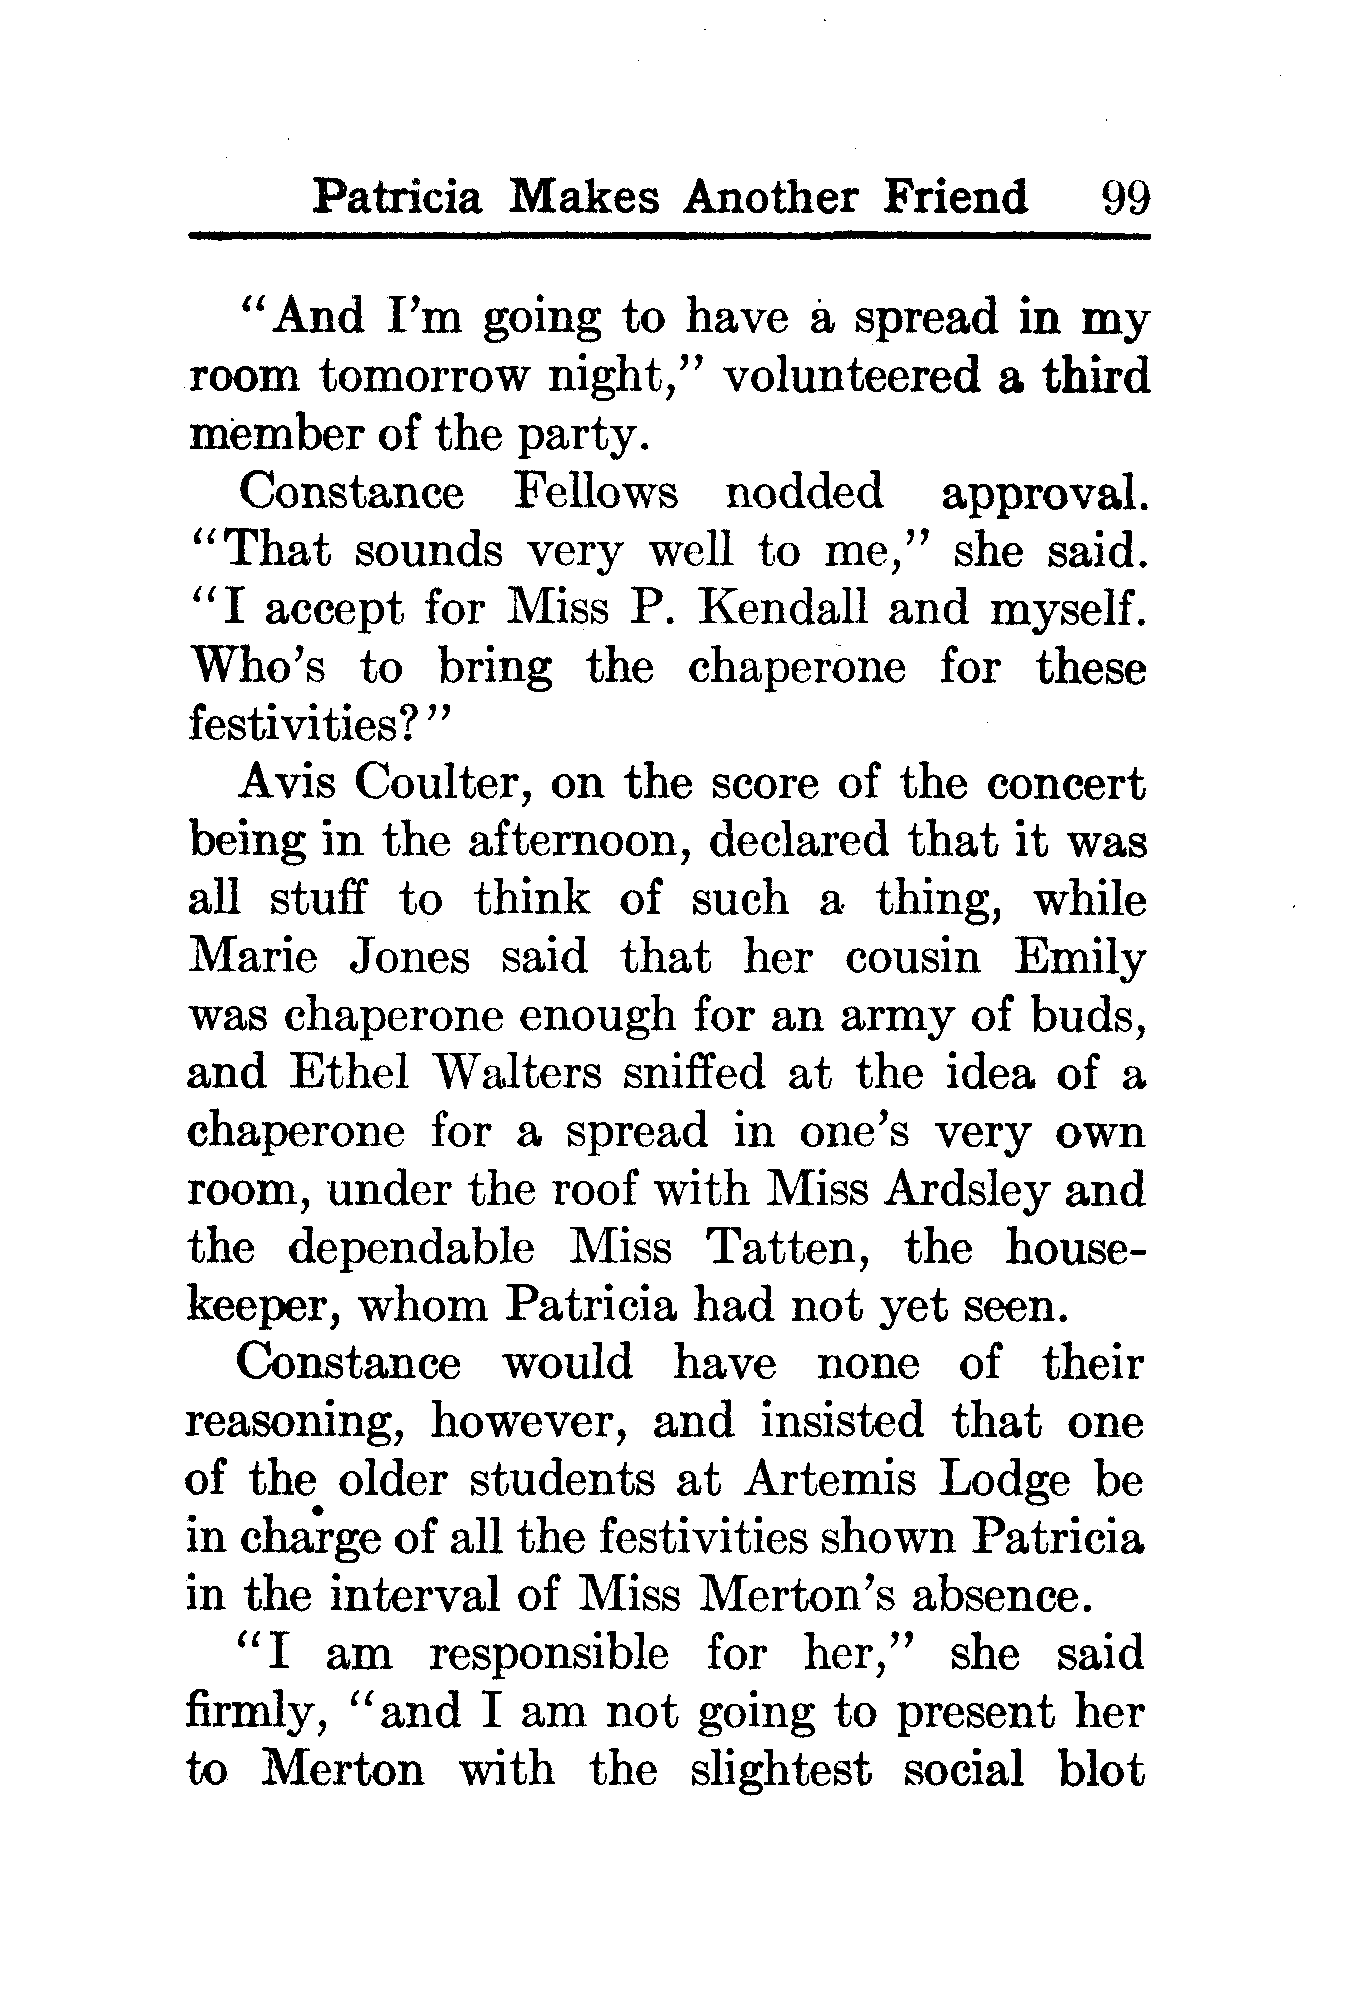 Patricia Makes Another Friend 99
"And I'm going to have a spread in my
room tomorrow night," volunteered a third
member of the party.
Constance Fellows nodded approval.
"That sounds very well to me," she said.
"I accept for Miss P. Kendall and myself.
Who's to bring the chaperone for these
festivities?"
Avis Coulter, on the score of the concert
being in the afternoon, declared that it was
all stuff to think of such a thing, while
Marie Jones said that her cousin Emily
was chaperone enough for an army of buds,
and Ethel Walters sniffed at the idea of a
chaperone for a spread in one's very own
room, under the roof with Miss Ardsley and
the dependable Miss Tatten, the house-
keeper, whom Patricia had not yet seen.
Constance would have none of their
reasoning, however, and insisted that one
of the older students at Artemis Lodge be
in charge of all the festivities shown Patricia
in the interval of Miss Merton's absence.
"I am responsible for her," she said
firmly, "and I am not going to present her
to Merton with the slightest social blot